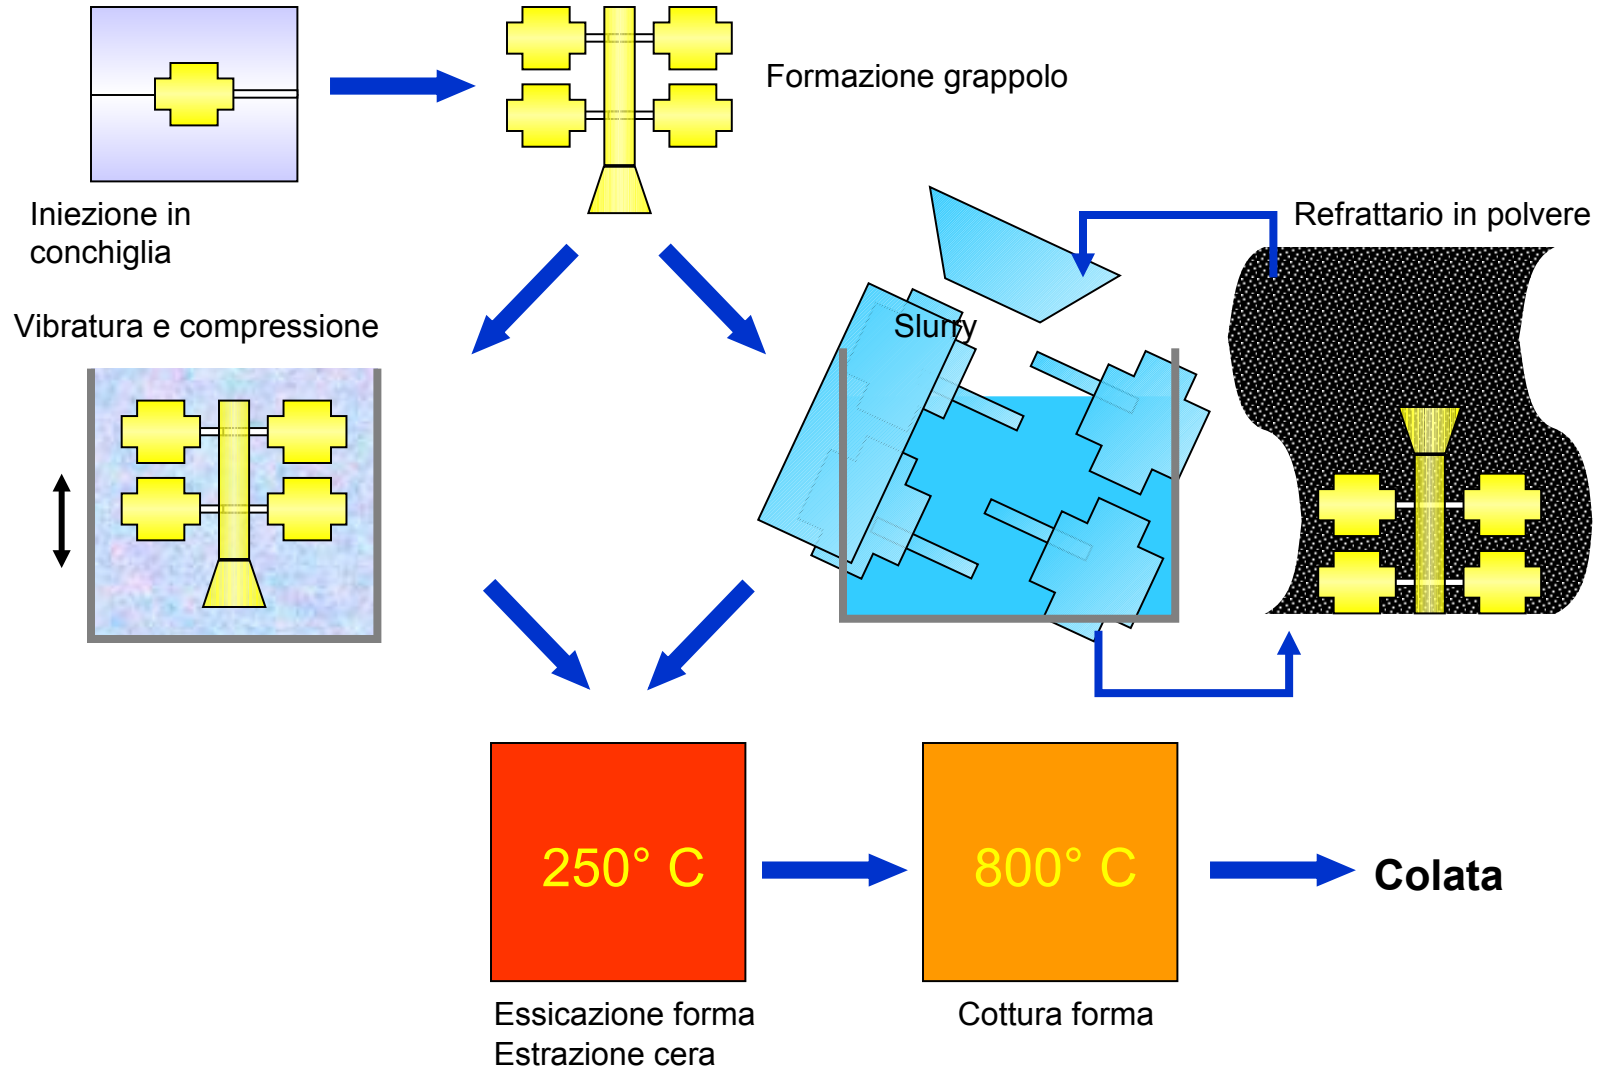 Formazione grappolo
Iniezione in
conchiglia
Refrattario in polvere
Vibratura e compressione
Slurry
250° C
800° C
Colata
Essicazione forma
Estrazione cera
Cottura forma